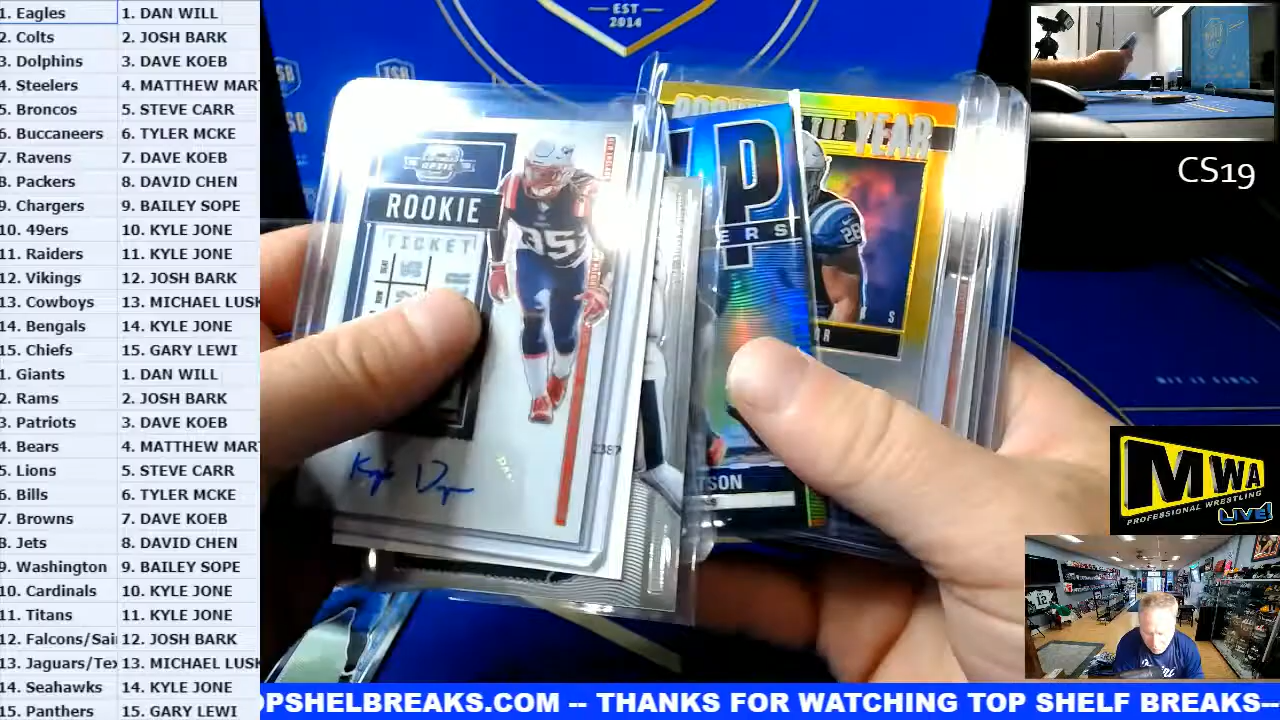 1. Eagles 1. DAN WILL
2. Colts 2. JOSH BARK
3. Dolphins 3. DAVE KOEB
4. Steelers 4. MATTHEW MAR
5. Broncos 5. STEVE CARR
6. Buccaneers 6. TYLER MCKE
7. Ravens 7. DAVE KOEB
8. Packers 8. DAVID CHEN
9. Chargers 9. BAILEY SOPE
10. 49ers 10. KYLE JONE
11. Raiders 11. KYLE JONE
12. Vikings 12. JOSH BARK
13. Cowboys 13. MICHAEL LUSK
14. Bengals 14. KYLE JONE
15. Chiefs 15. GARY LEWI
1. Giants 1. DAN WILL
2. Rams 2. JOSH BARK
3. Patriots 3. DAVE KOEB
4. Bears 4. MATTHEW MAR
5. Lions 5. STEVE CARR
6. Bills 6. TYLER MCKE
7. Browns 7. DAVE KOEB
8. Jets 8. DAVID CHEN
9. Washington 9. BAILEY SOPE
10. Cardinals 10. KYLE JONE
11. Titans 11. KYLE JONE
12. Falcons/Sai 12. JOSH BARK
13. Jaguars/Tex 13. MICHAEL LUSK
14. Seahawks 14. KYLE JONE
15. Panthers 15. GARY LEWI
EST
2014
TSB
ROOKIE
TICKET
OPTIC
P
ERS
TSON
YEAR
28
CS19
MWA
PROFESSIONAL WRESTLING
LIVE!
OPSHELBREAKS.COM -- THANKS FOR WATCHING TOP SHELF BREAKS--